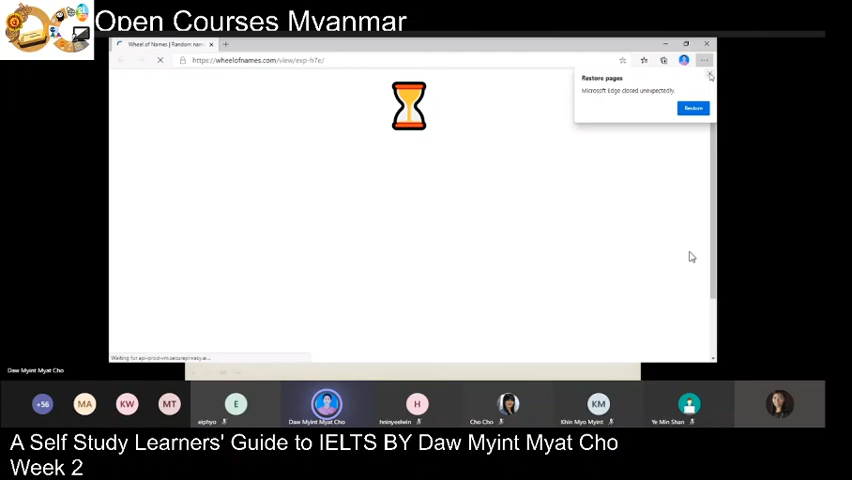 Open Courses Myanmar
Wheel of Names | Random nam
https://wheelofnames.com/view/exp-h7e/
Restore pages
Microsoft Edge closed unexpectedly.
Restore
Daw Myint Myat Cho
+56
MA
KW
MT
E
H
KM
eiphyo
Daw Myint Myat Cho
hninyeelwin
Cho Cho
Khin Myo Myint
Ye Min Shan
A Self Study Learners' Guide to IELTS BY Daw Myint Myat Cho
Week 2